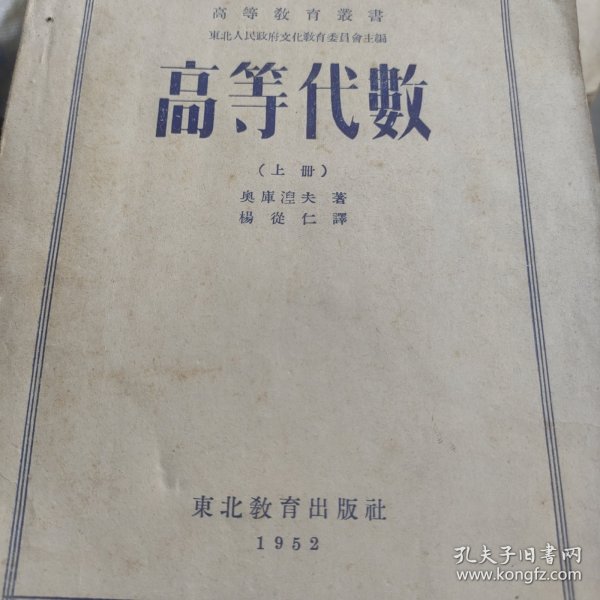 高等教育叢書
東北人民政府文化教育委員會主編
高等代數
(上冊)
奧庫湼夫 著
楊從仁 譯
東北教育出版社
1952
孔夫子旧書网
www.kongfz.com